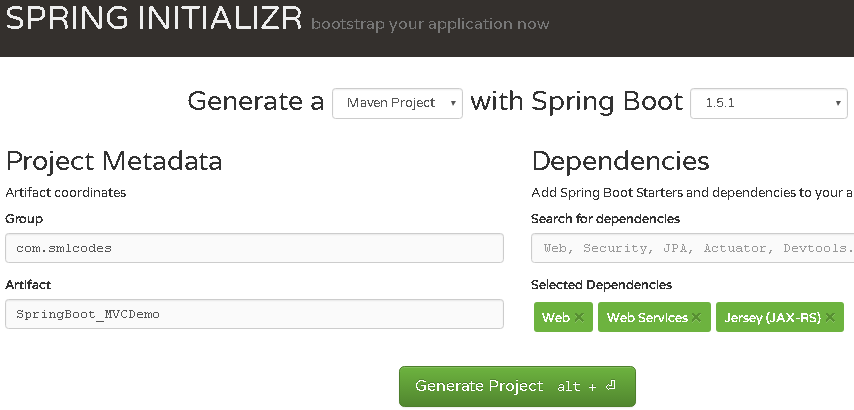 SPRING INITIALIZR bootstrap your application now
Generate a Maven Project with Spring Boot 1.5.1
Project Metadata
Artifact coordinates
Group
com.smlcodes
Artifact
SpringBoot_MVCDemo
Dependencies
Add Spring Boot Starters and dependencies to your a
Search for dependencies
Web, Security, JPA, Actuator, Devtools.
Selected Dependencies
Web × Web Services × Jersey (JAX-RS) ×
Generate Project alt + ⏎